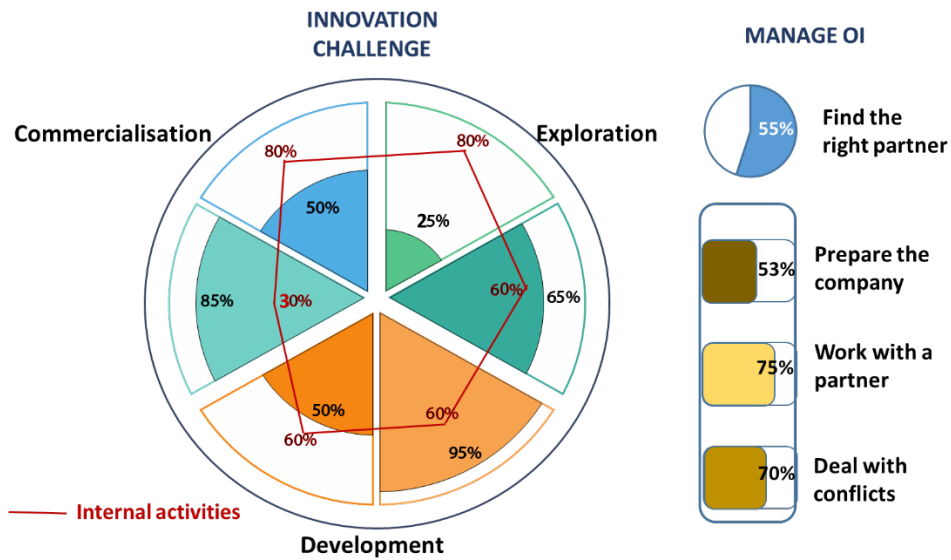 INNOVATION
CHALLENGE
MANAGE OI
Commercialisation
Exploration
80%
80%
50%
25%
85%
30%
60%
65%
50%
60%
60%
95%
Internal activities
Development
55%
Find the
right partner
53%
Prepare the
company
75%
Work with a
partner
70%
Deal with
conflicts